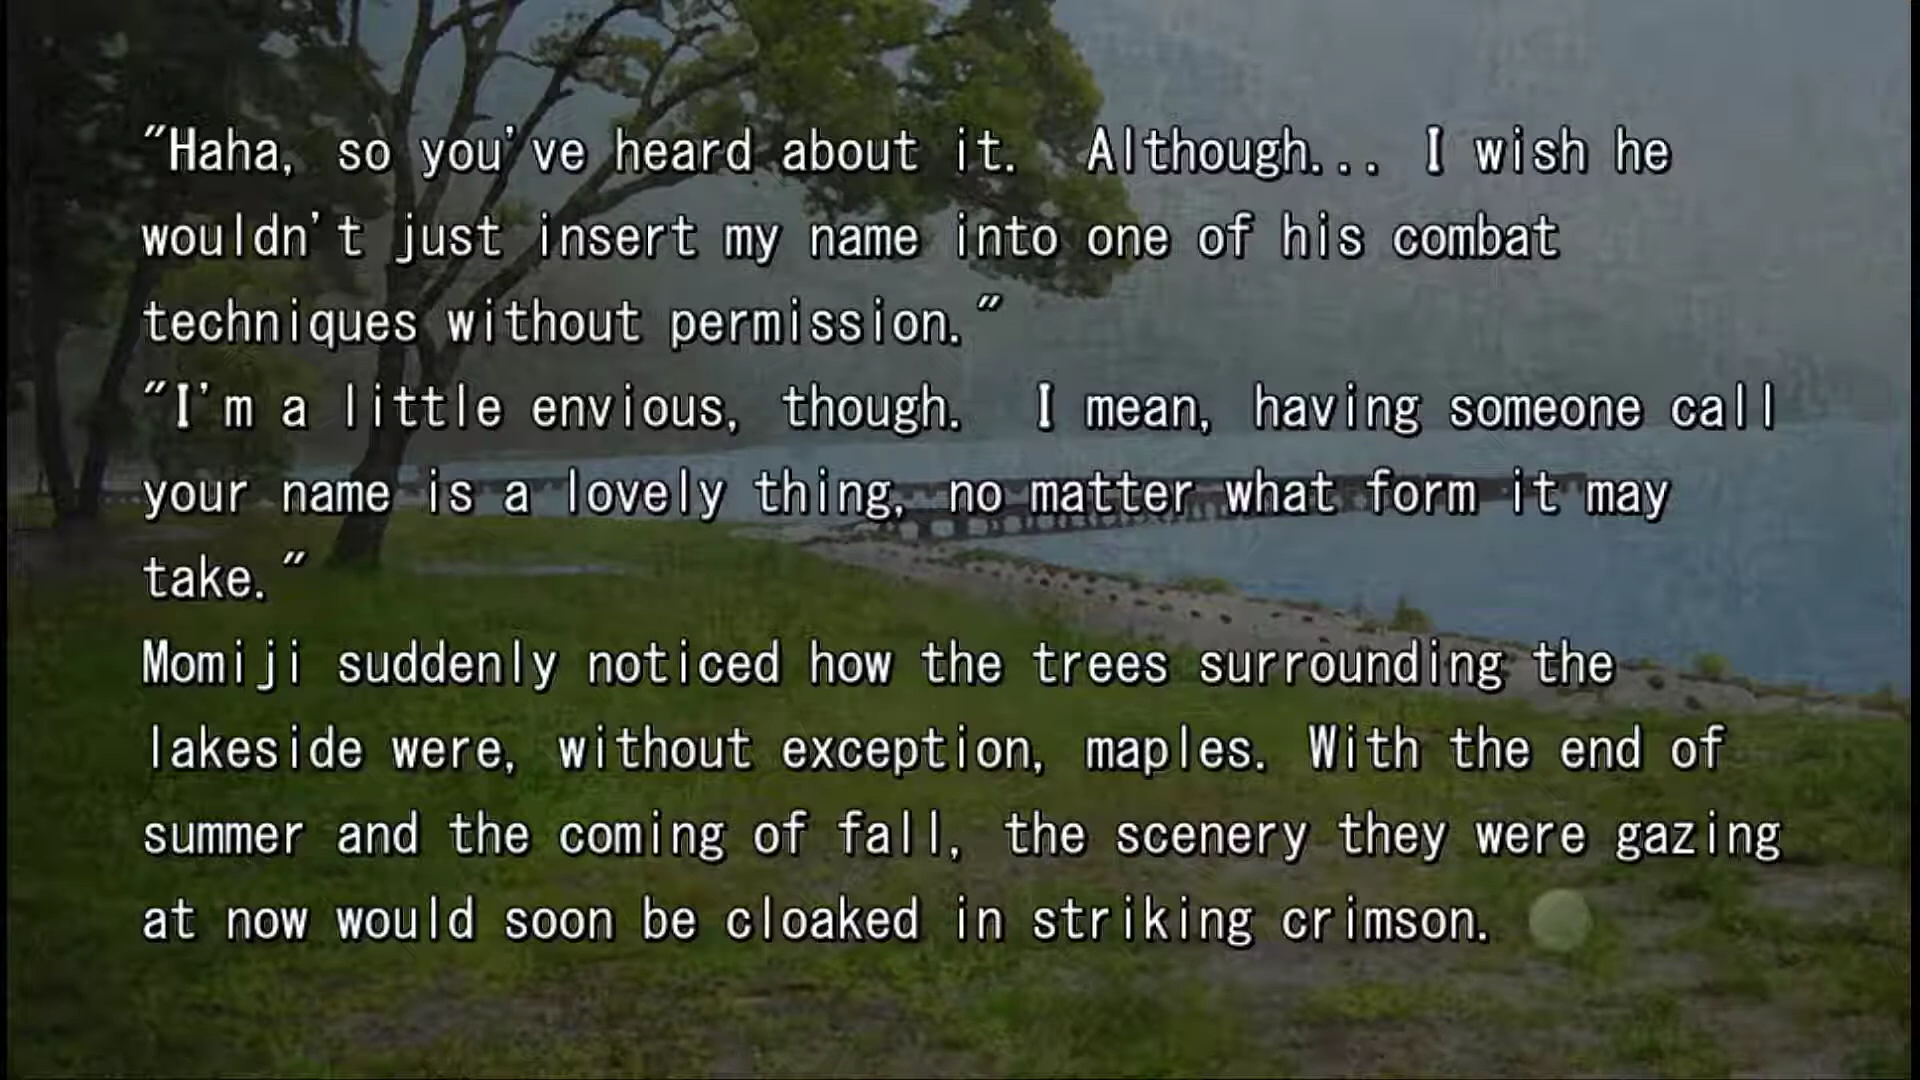 "Haha, so you've heard about it.  Although... I wish he
wouldn't just insert my name into one of his combat
techniques without permission."
"I'm a little envious, though.  I mean, having someone call
your name is a lovely thing, no matter what form it may
take."
Momiji suddenly noticed how the trees surrounding the
lakeside were, without exception, maples. With the end of
summer and the coming of fall, the scenery they were gazing
at now would soon be cloaked in striking crimson.